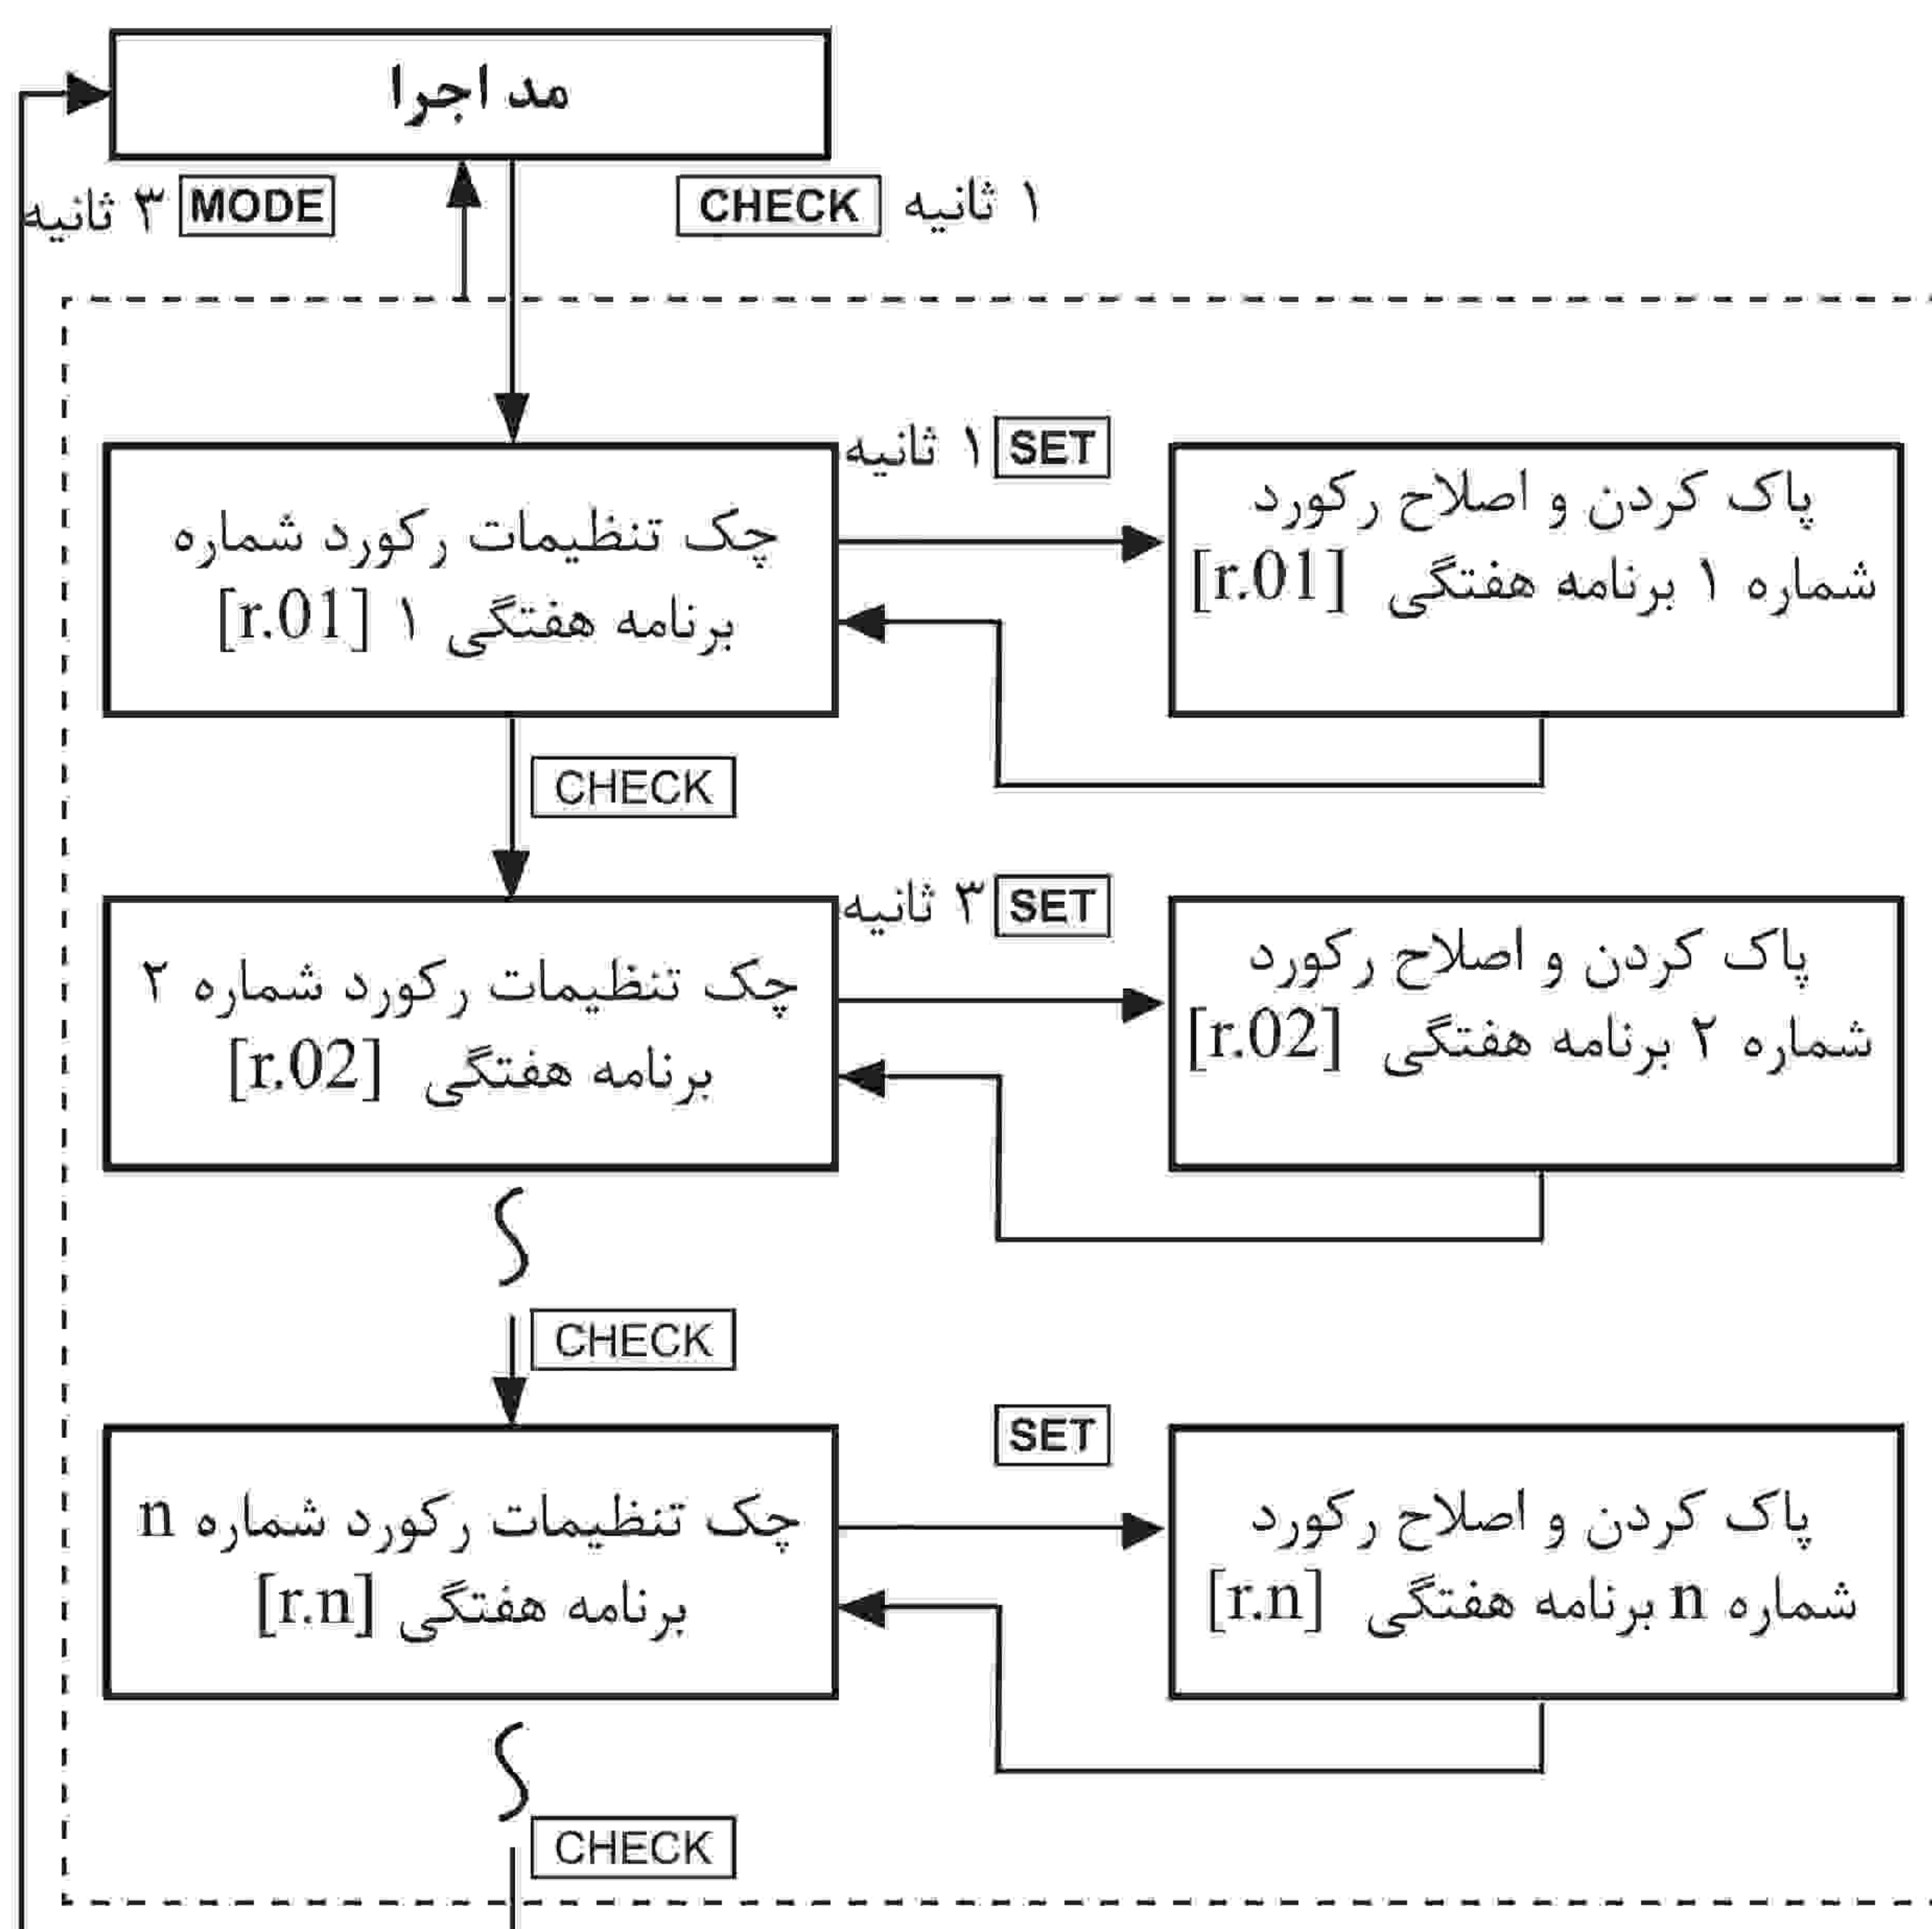 مد اجرا
MODE ۳ ثانیه
CHECK ۱ ثانیه
SET ۱ ثانیه
چک تنظیمات رکورد شماره
برنامه هفتگی ۱ [r.01]
پاک کردن و اصلاح رکورد
شماره ۱ برنامه هفتگی [r.01]
CHECK
SET ۳ ثانیه
چک تنظیمات رکورد شماره ۲
برنامه هفتگی [r.02]
پاک کردن و اصلاح رکورد
شماره ۲ برنامه هفتگی [r.02]
CHECK
SET
چک تنظیمات رکورد شماره n
برنامه هفتگی [r.n]
پاک کردن و اصلاح رکورد
شماره n برنامه هفتگی [r.n]
CHECK